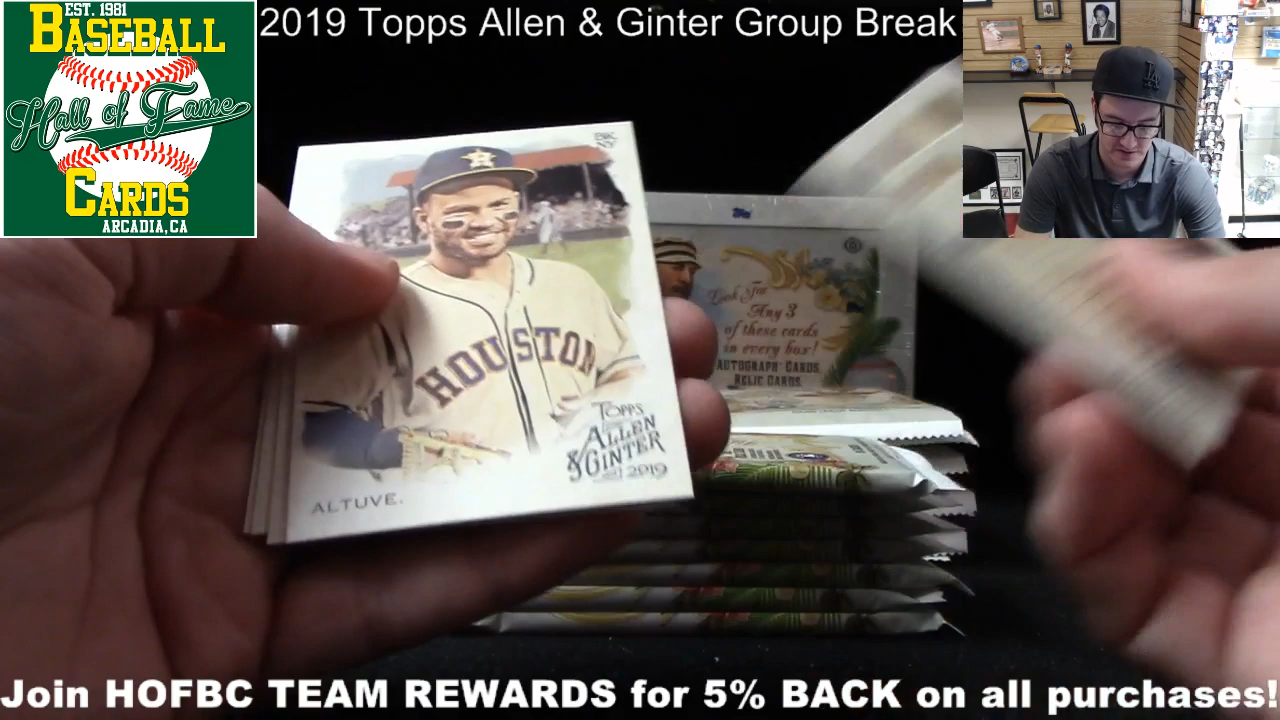 EST. 1981
BASEBALL
Hall of Fame
CARDS
ARCADIA, CA
2019 Topps Allen & Ginter Group Break
LA
HOUSTON
TOPPS
ALLEN
& GINTER
2019
ALTUVE.
Look For
Any 3
of these cards
in every box!
AUTOGRAPH CARDS
RELIC CARDS
Join HOFBC TEAM REWARDS for 5% BACK on all purchases!